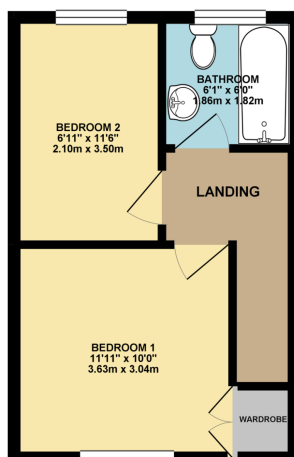 BATHROOM
6'1" x 6'0"
1.86m x 1.82m
BEDROOM 2
6'11" x 11'6"
2.10m x 3.50m
LANDING
BEDROOM 1
11'11" x 10'0"
3.63m x 3.04m
WARDROBE